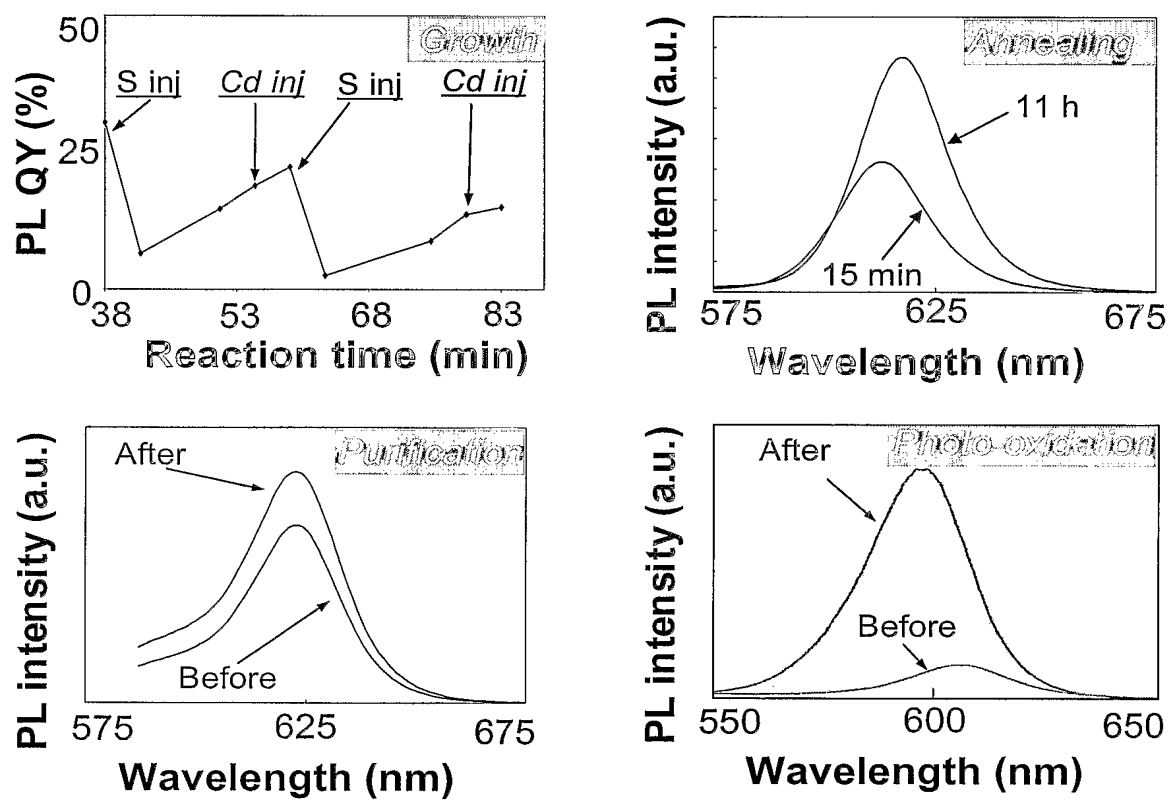 50
Growth
S inj
Cd inj
S inj
Cd inj
25
0
PL QY (%)
38
53
68
83
Reaction time (min)
Annealing
11 h
15 min
PL intensity (a.u.)
575
625
675
Wavelength (nm)
Purification
After
Before
PL intensity (a.u.)
575
625
675
Wavelength (nm)
Photo-oxidation
After
Before
PL intensity (a.u.)
550
600
650
Wavelength (nm)